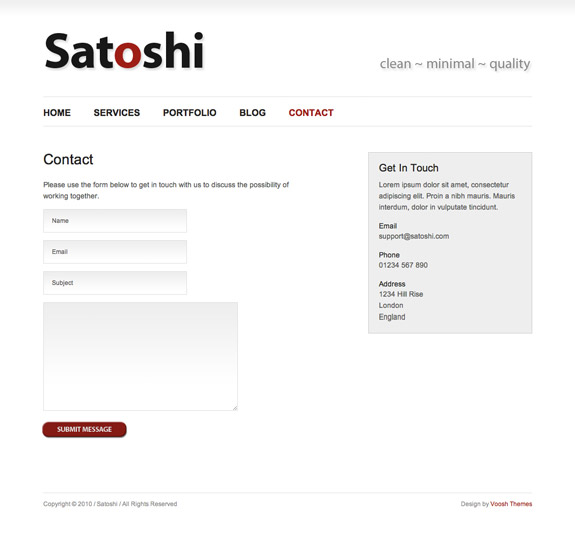 Satoshi
clean ~ minimal ~ quality
HOME SERVICES PORTFOLIO BLOG CONTACT
Contact
Please use the form below to get in touch with us to discuss the possibility of
working together.
Name
Email
Subject
SUBMIT MESSAGE
Get In Touch
Lorem ipsum dolor sit amet, consectetur
adipiscing elit. Proin a nibh mauris. Mauris
interdum, dolor in vulputate tincidunt.
Email
support@satoshi.com
Phone
01234 567 890
Address
1234 Hill Rise
London
England
Copyright © 2010 / Satoshi / All Rights Reserved
Design by Voosh Themes